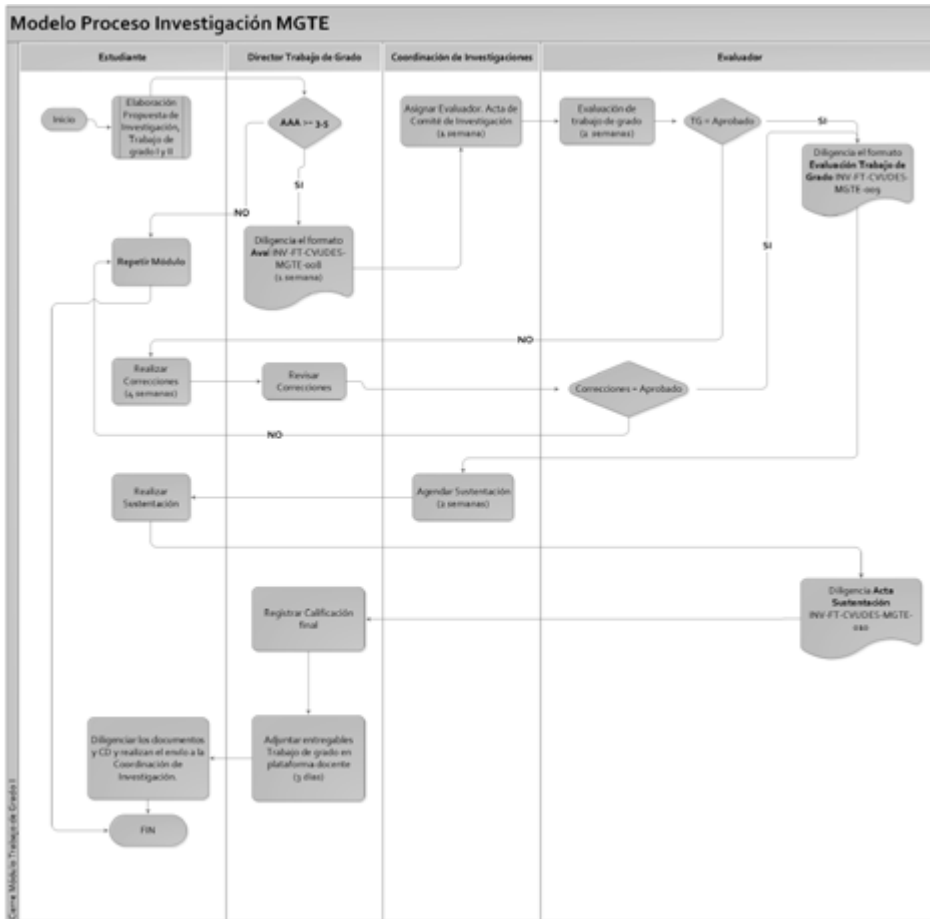 Modelo Proceso Investigación MGTE
Estudiante
Director Trabajo de Grado
Coordinación de Investigaciones
Evaluador
Inicio
Elaboración
Propuesta de
Investigación,
Trabajo de
grado I y II
AAA >= 3.5
Asignar Evaluador. Acta de
Comité de Investigación
(1 semana)
Evaluación de
trabajo de grado
(2 semanas)
TG = Aprobado
SI
Diligencia el formato
Evaluación Trabajo de
Grado INV-FT-CVUDES-
MGTE-009
SI
NO
Repetir Módulo
Diligencia el formato
Aval INV-FT-CVUDES-
MGTE-008
(1 semana)
SI
NO
Realizar
Correcciones
(4 semanas)
Revisar
Correcciones
Correcciones = Aprobado
NO
Realizar
Sustentación
Agendar Sustentación
(2 semanas)
Diligencia Acta
Sustentación
INV-FT-CVUDES-MGTE-
010
Registrar Calificación
final
Diligenciar los documentos
y CD y realizan el envío a la
Coordinación de
Investigación.
Adjuntar entregables
Trabajo de grado en
plataforma docente
(3 días)
FIN
Cierre Módulo Trabajo de Grado I